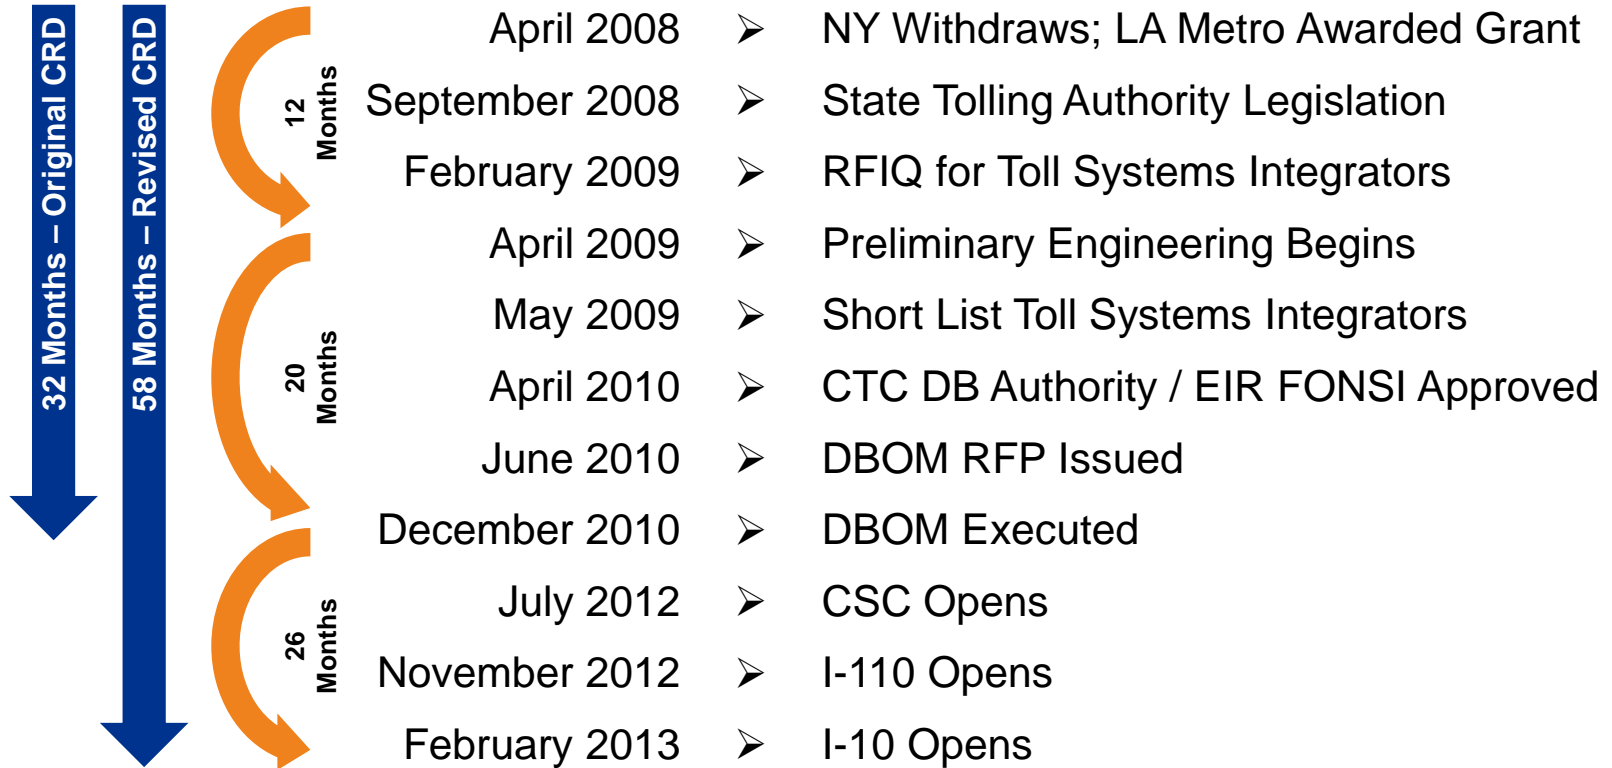 32 Months – Original CRD
58 Months – Revised CRD
12
Months
20
Months
26
Months
April 2008 ➢ NY Withdraws; LA Metro Awarded Grant
September 2008 ➢ State Tolling Authority Legislation
February 2009 ➢ RFIQ for Toll Systems Integrators
April 2009 ➢ Preliminary Engineering Begins
May 2009 ➢ Short List Toll Systems Integrators
April 2010 ➢ CTC DB Authority / EIR FONSI Approved
June 2010 ➢ DBOM RFP Issued
December 2010 ➢ DBOM Executed
July 2012 ➢ CSC Opens
November 2012 ➢ I-110 Opens
February 2013 ➢ I-10 Opens